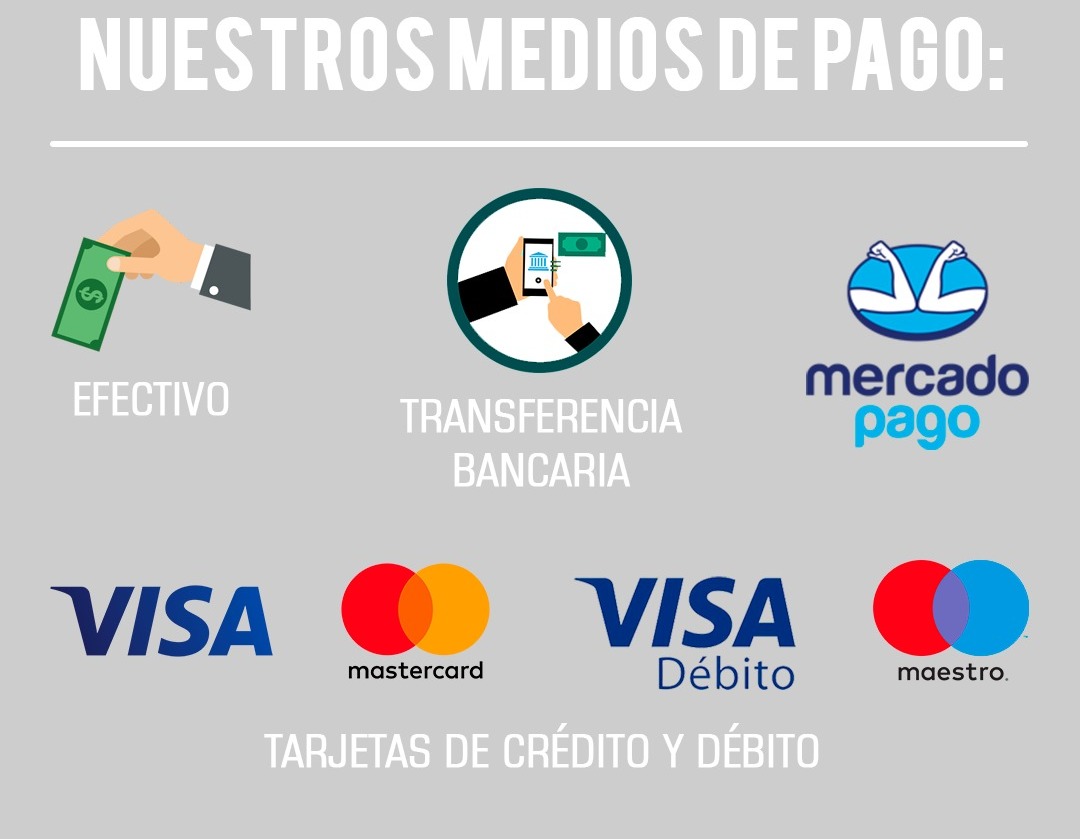 NUESTROS MEDIOS DE PAGO:
EFECTIVO
TRANSFERENCIA
BANCARIA
mercado
pago
VISA
mastercard
VISA
Débito
maestro
TARJETAS DE CRÉDITO Y DÉBITO